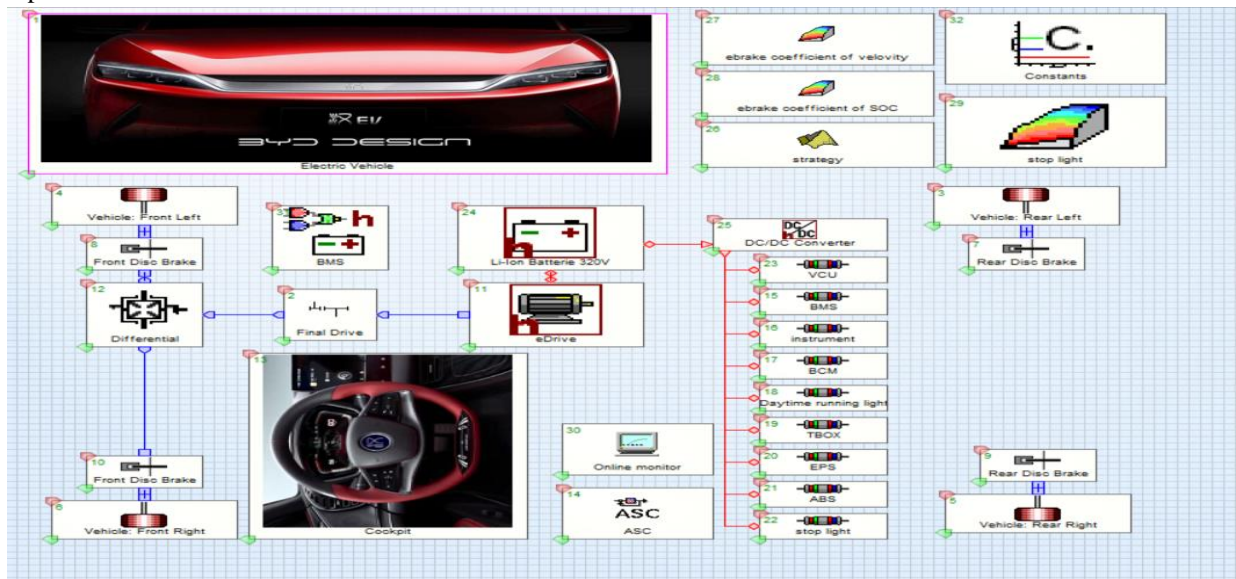 1
EV
BYD DESIGN
Electric Vehicle
27
ebrake coefficient of velovity
28
ebrake coefficient of SOC
26
strategy
32
C.
Constants
29
stop light
4
Vehicle: Front Left
8
Front Disc Brake
12
Differential
2
Final Drive
h
BMS
24
h
Li-Ion Batterie 320V
11
h
eDrive
25
DC/DC
h
DC/DC Converter
23
VCU
15
BMS
16
instrument
17
BCM
18
Daytime running light
19
TBOX
20
EPS
21
ABS
22
stop light
3
Vehicle: Rear Left
7
Rear Disc Brake
13
Cockpit
10
Front Disc Brake
6
Vehicle: Front Right
30
Online monitor
14
ASC
ASC
9
Rear Disc Brake
5
Vehicle: Rear Right